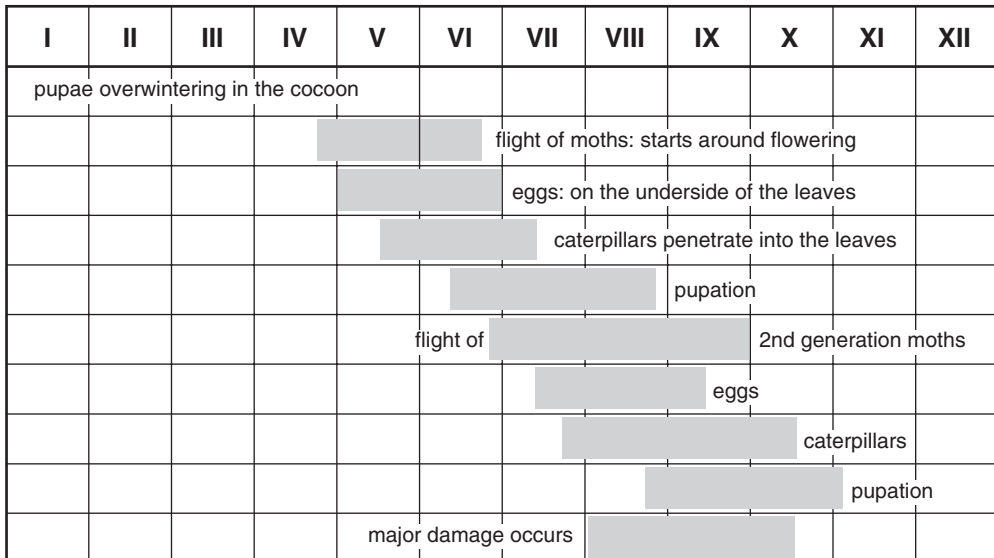 I II III IV V VI VII VIII IX X XI XII
pupae overwintering in the cocoon
flight of moths: starts around flowering
eggs: on the underside of the leaves
caterpillars penetrate into the leaves
pupation
flight of 2nd generation moths
eggs
caterpillars
pupation
major damage occurs